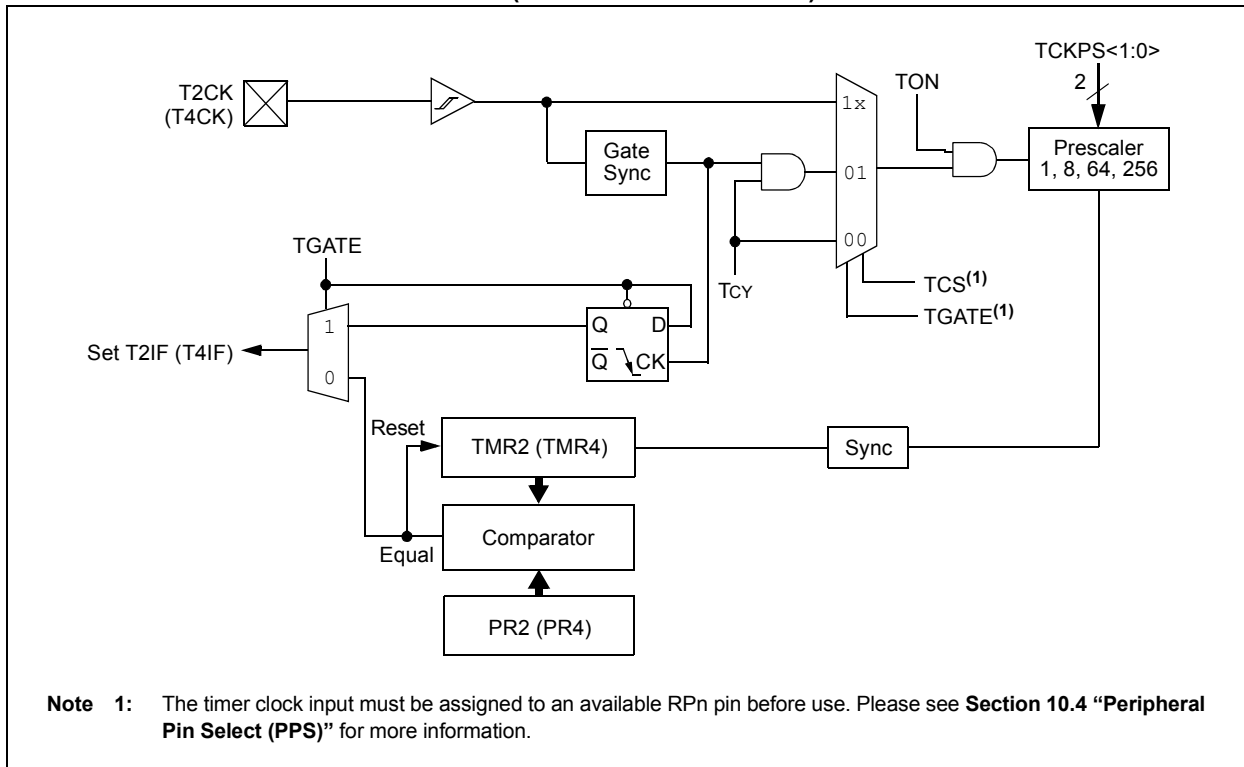 TCKPS<1:0>
2
T2CK
(T4CK)
TON
1x
Prescaler
1, 8, 64, 256
Gate
Sync
01
00
TGATE
TCY
TCS(1)
TGATE(1)
1
Q D
Set T2IF (T4IF)
Q CK
0
Reset
TMR2 (TMR4)
Sync
Comparator
Equal
PR2 (PR4)
Note 1: The timer clock input must be assigned to an available RPn pin before use. Please see Section 10.4 “Peripheral
Pin Select (PPS)” for more information.